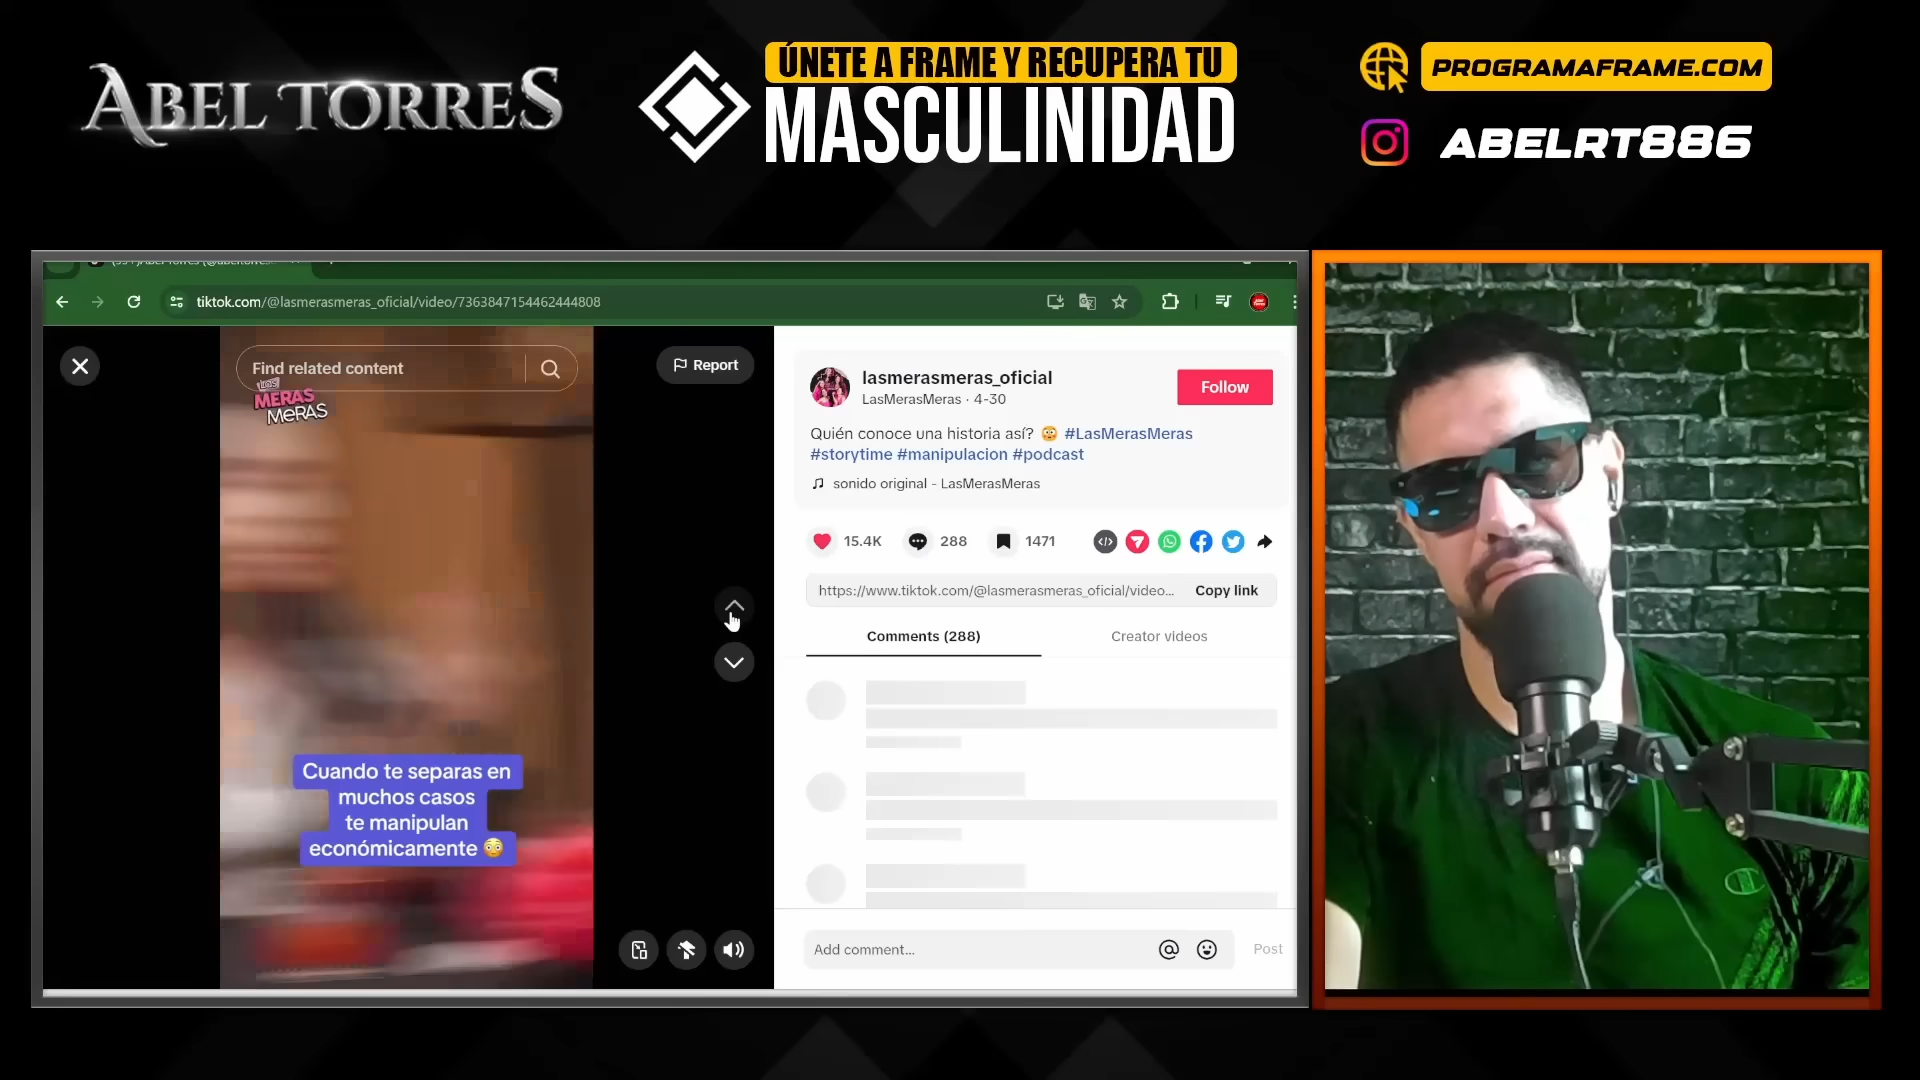 ABEL TORRES
ÚNETE A FRAME Y RECUPERA TU
MASCULINIDAD
PROGRAMAFRAME.COM
ABELRT886
tiktok.com/@lasmerasmeras_oficial/video/7363847154462444808
Find related content
Report
LAS
MERAS
MERAS
Cuando te separas en
muchos casos
te manipulan
económicamente 😳
lasmerasmeras_oficial
LasMerasMeras · 4-30
Follow
Quién conoce una historia así? 🤯 #LasMerasMeras
#storytime #manipulacion #podcast
sonido original - LasMerasMeras
15.4K
288
1471
https://www.tiktok.com/@lasmerasmeras_oficial/video...
Copy link
Comments (288)
Creator videos
Add comment...
Post